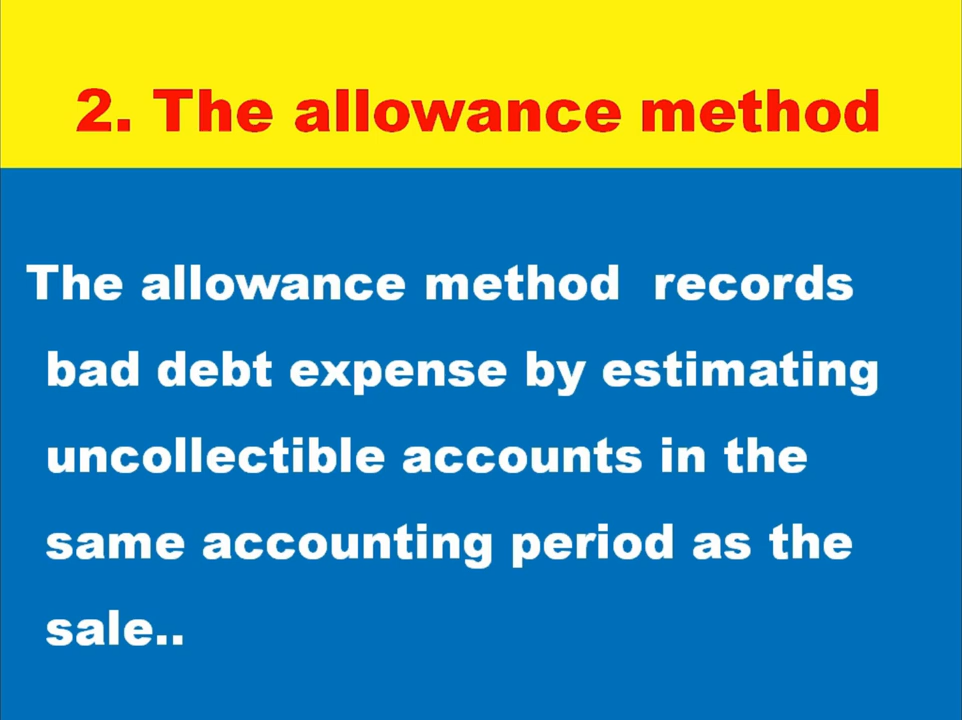 2. The allowance method
The allowance method  records
bad debt expense by estimating
uncollectible accounts in the
same accounting period as the
sale..